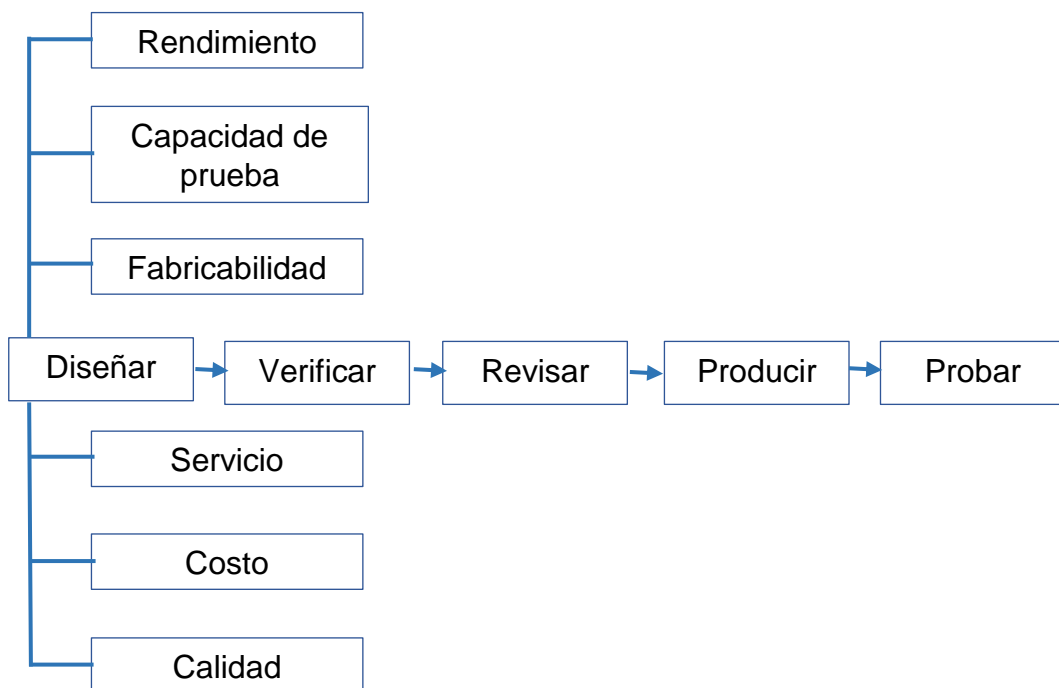 Rendimiento
Capacidad de
prueba
Fabricabilidad
Diseñar
Verificar
Revisar
Producir
Probar
Servicio
Costo
Calidad